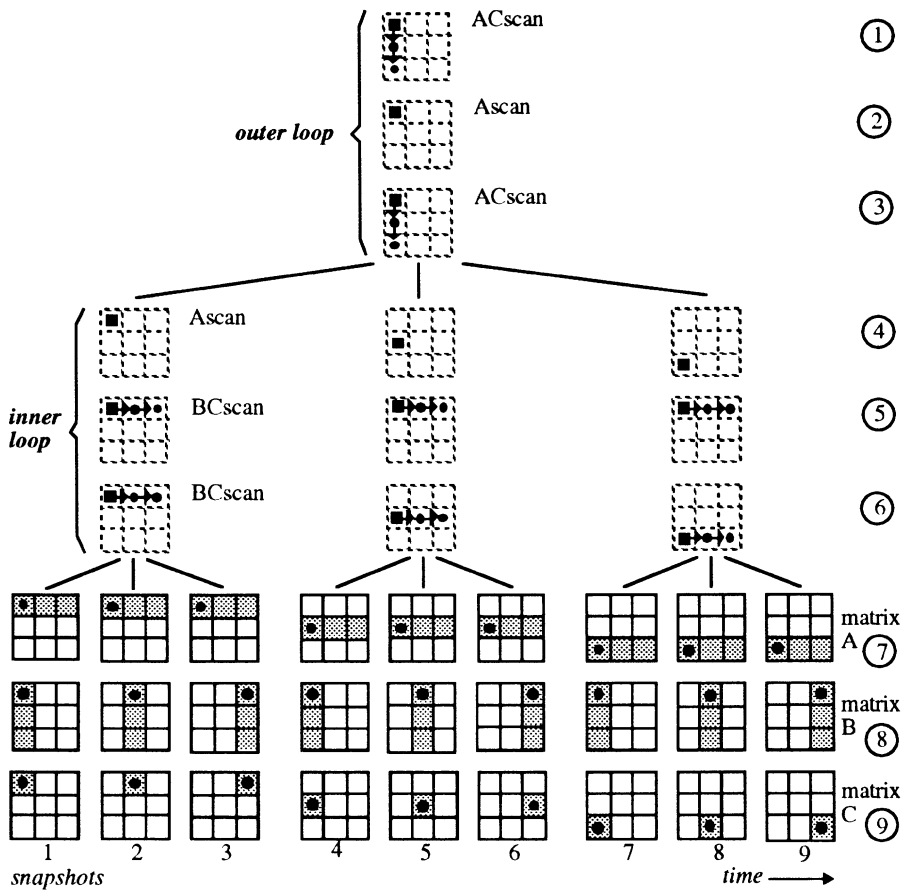 ACscan 1
Ascan 2
outer loop
ACscan 3
Ascan 4
BCscan 5
inner
loop
BCscan 6
matrix
A 7
matrix
B 8
matrix
C 9
1 2 3 4 5 6 7 8 9
snapshots time